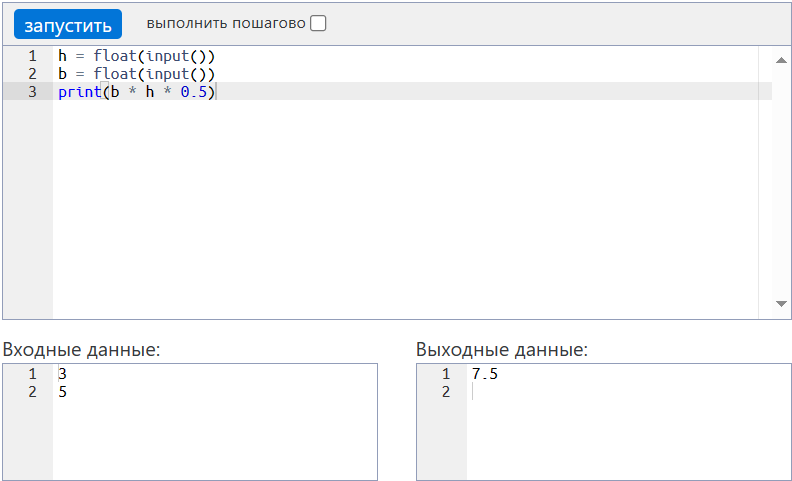 запустить выполнить пошагово
1 h = float(input())
2 b = float(input())
3 print(b * h * 0.5)
Входные данные:
1 3
2 5
Выходные данные:
1 7.5
2